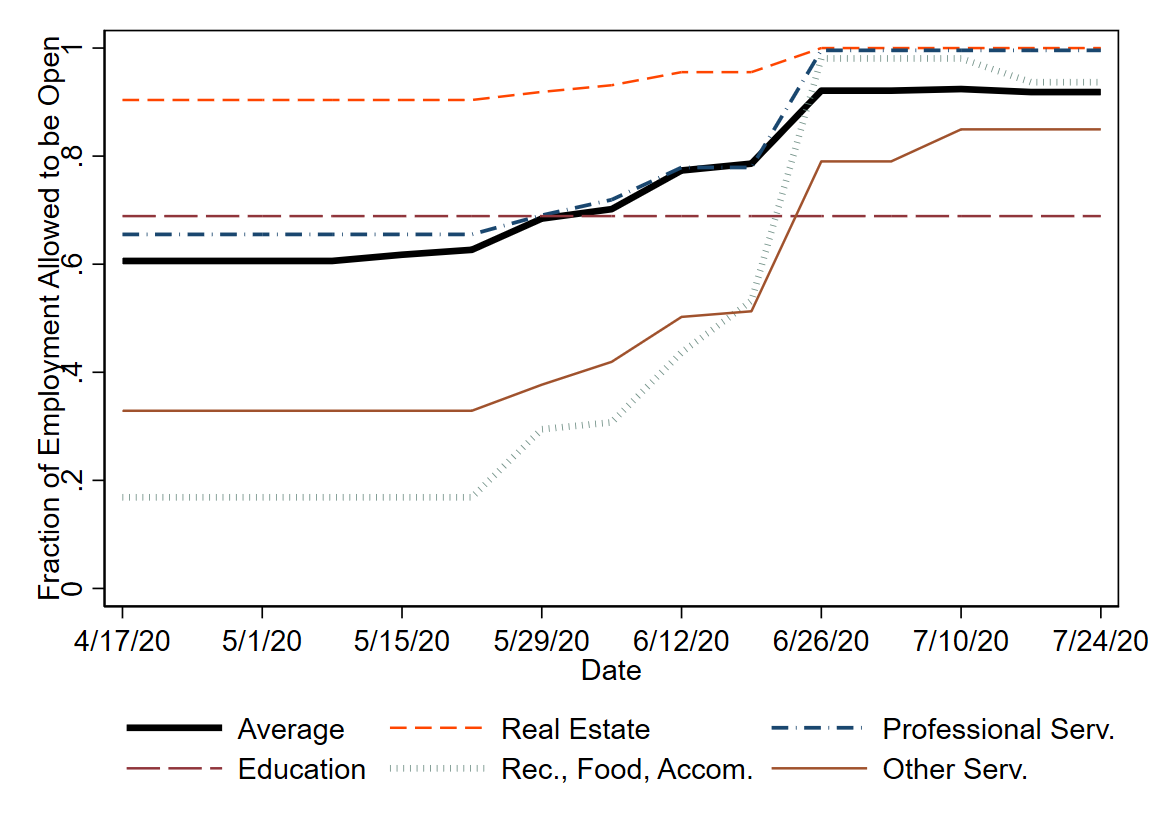 Fraction of Employment Allowed to be Open
1
.8
.6
.4
.2
0
4/17/20 5/1/20 5/15/20 5/29/20 6/12/20 6/26/20 7/10/20 7/24/20
Date
Average Real Estate Professional Serv.
Education Rec., Food, Accom. Other Serv.